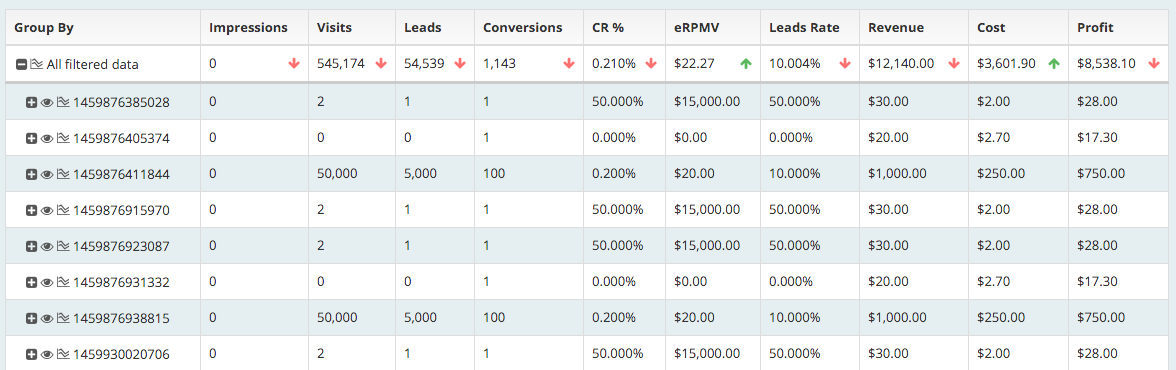 Group By Impressions Visits Leads Conversions CR % eRPMV Leads Rate Revenue Cost Profit
All filtered data 0 545,174 54,539 1,143 0.210% $22.27 10.004% $12,140.00 $3,601.90 $8,538.10
1459876385028 0 2 1 1 50.000% $15,000.00 50.000% $30.00 $2.00 $28.00
1459876405374 0 0 0 1 0.000% $0.00 0.000% $20.00 $2.70 $17.30
1459876411844 0 50,000 5,000 100 0.200% $20.00 10.000% $1,000.00 $250.00 $750.00
1459876915970 0 2 1 1 50.000% $15,000.00 50.000% $30.00 $2.00 $28.00
1459876923087 0 2 1 1 50.000% $15,000.00 50.000% $30.00 $2.00 $28.00
1459876931332 0 0 0 1 0.000% $0.00 0.000% $20.00 $2.70 $17.30
1459876938815 0 50,000 5,000 100 0.200% $20.00 10.000% $1,000.00 $250.00 $750.00
1459930020706 0 2 1 1 50.000% $15,000.00 50.000% $30.00 $2.00 $28.00